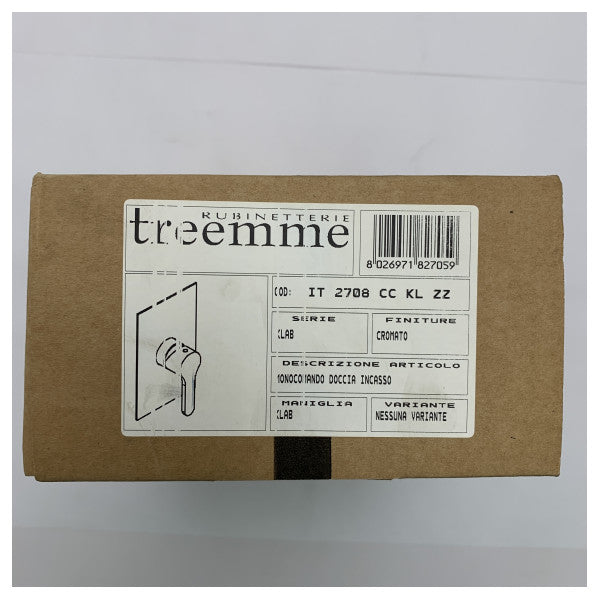 RUBINETTERIE
treemme
8 026971 827059
COD: IT 2708 CC KL ZZ
SERIE
KLAB
FINITURE
CROMATO
DESCRIZIONE ARTICOLO
MONOCOMANDO DOCCIA INCASSO
MANIGLIA
KLAB
VARIANTE
NESSUNA VARIANTE